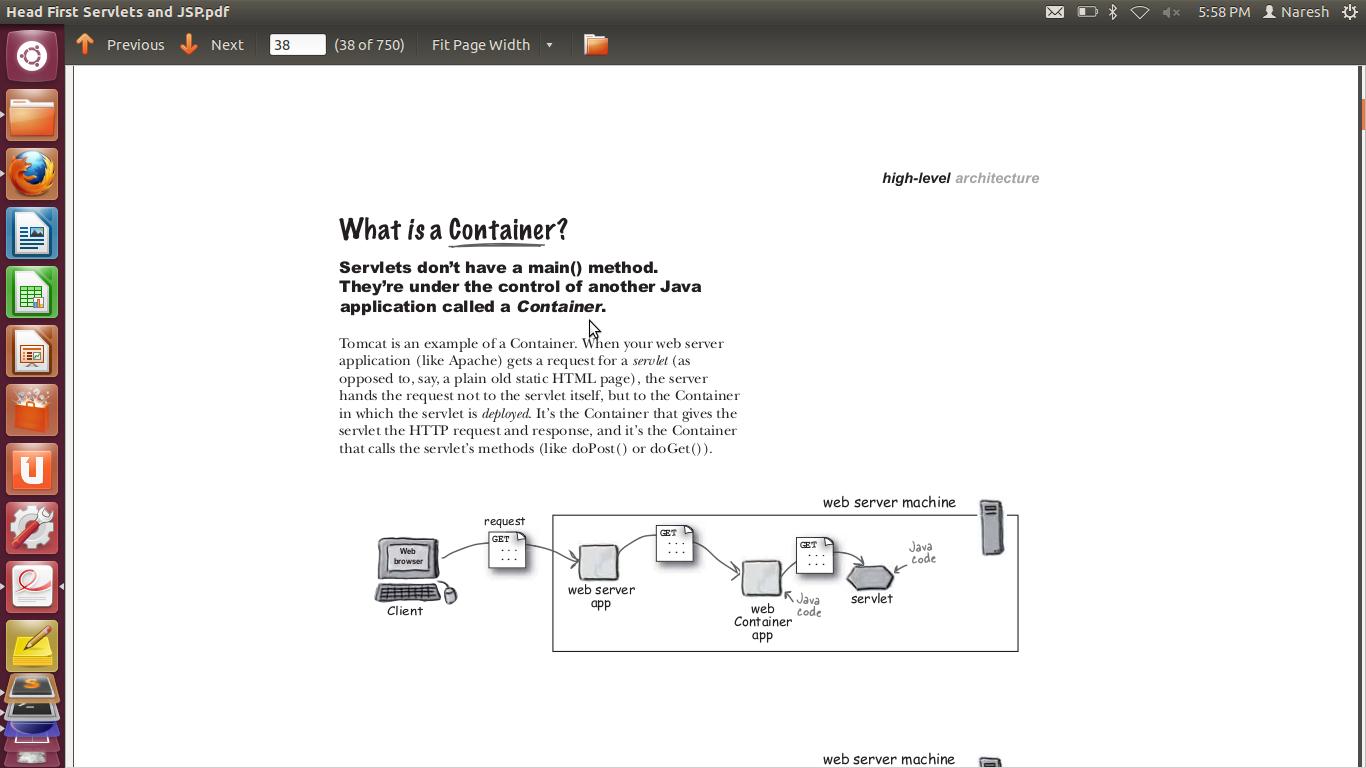 Head First Servlets and JSP.pdf
5:58 PM Naresh
Previous Next 38 (38 of 750) Fit Page Width
high-level architecture
What is a Container?
Servlets don’t have a main() method.
They’re under the control of another Java
application called a Container.
Tomcat is an example of a Container. When your web server
application (like Apache) gets a request for a servlet (as
opposed to, say, a plain old static HTML page), the server
hands the request not to the servlet itself, but to the Container
in which the servlet is deployed. It’s the Container that gives the
servlet the HTTP request and response, and it’s the Container
that calls the servlet’s methods (like doPost() or doGet()).
web server machine
request
GET
...
...
GET
...
...
GET
...
...
Web
browser
Client
web server
app
web
Container
app
Java
code
servlet
Java
code
web server machine